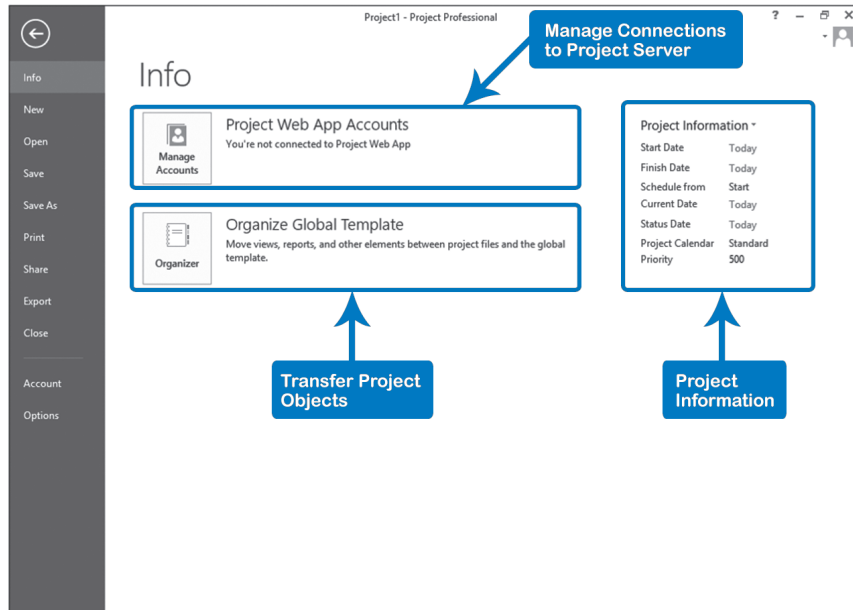 Project1 - Project Professional
?
Manage Connections
to Project Server
Info
New
Open
Save
Save As
Print
Share
Export
Close
Account
Options
Info
Manage
Accounts
Project Web App Accounts
You're not connected to Project Web App
Organizer
Organize Global Template
Move views, reports, and other elements between project files and the global
template.
Project Information
Start Date Today
Finish Date Today
Schedule from Start
Current Date Today
Status Date Today
Project Calendar Standard
Priority 500
Transfer Project
Objects
Project
Information